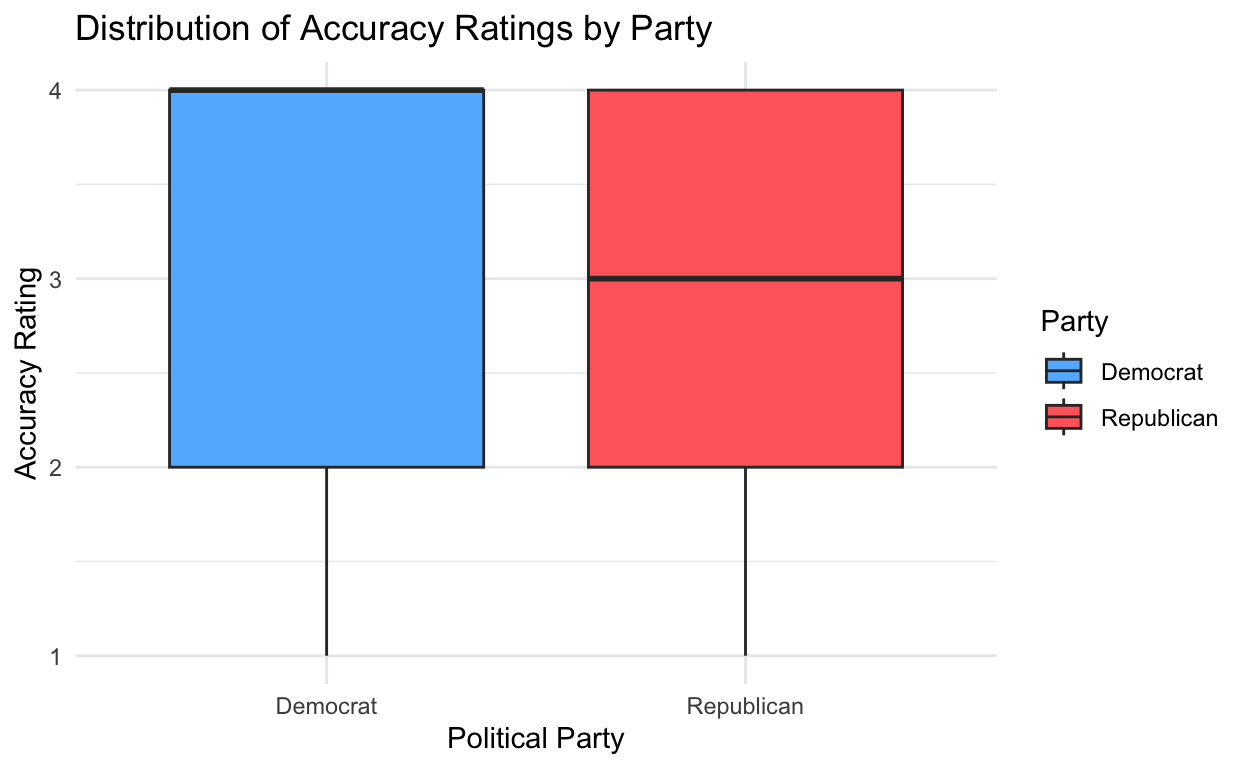 Distribution of Accuracy Ratings by Party
4
3
2
1
Accuracy Rating
Democrat
Republican
Political Party
Party
Democrat
Republican